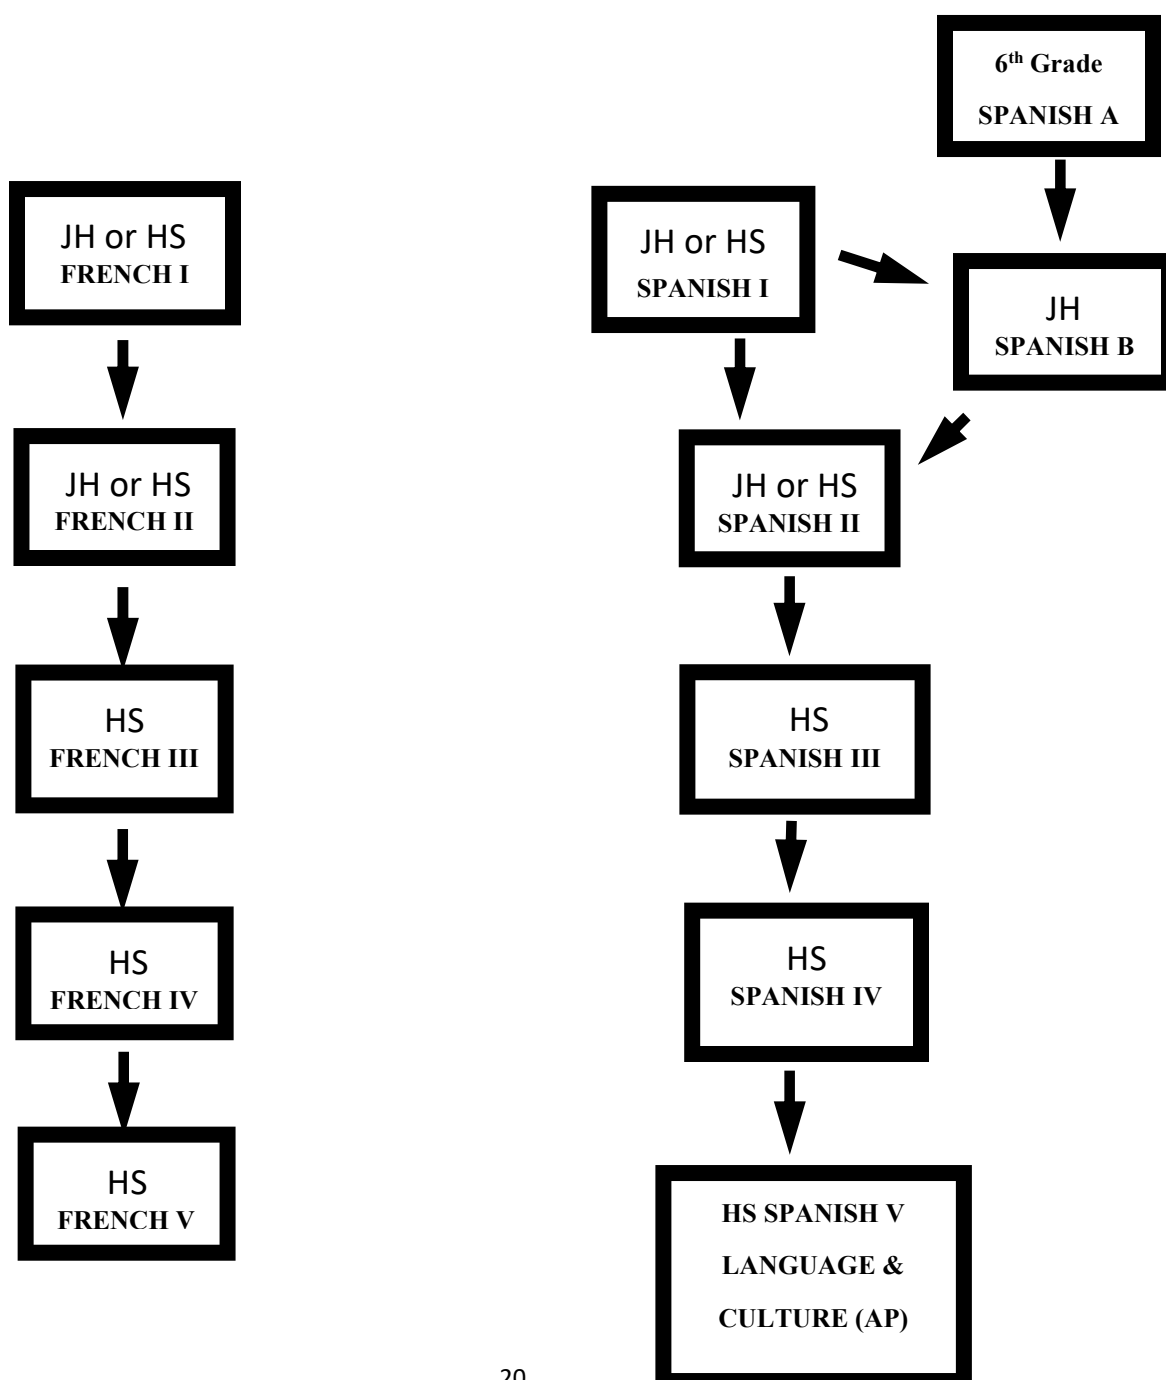 6th Grade
SPANISH A
JH or HS
FRENCH I
JH or HS
SPANISH I
JH
SPANISH B
JH or HS
FRENCH II
JH or HS
SPANISH II
HS
FRENCH III
HS
SPANISH III
HS
FRENCH IV
HS
SPANISH IV
HS
FRENCH V
HS SPANISH V
LANGUAGE &
CULTURE (AP)
20